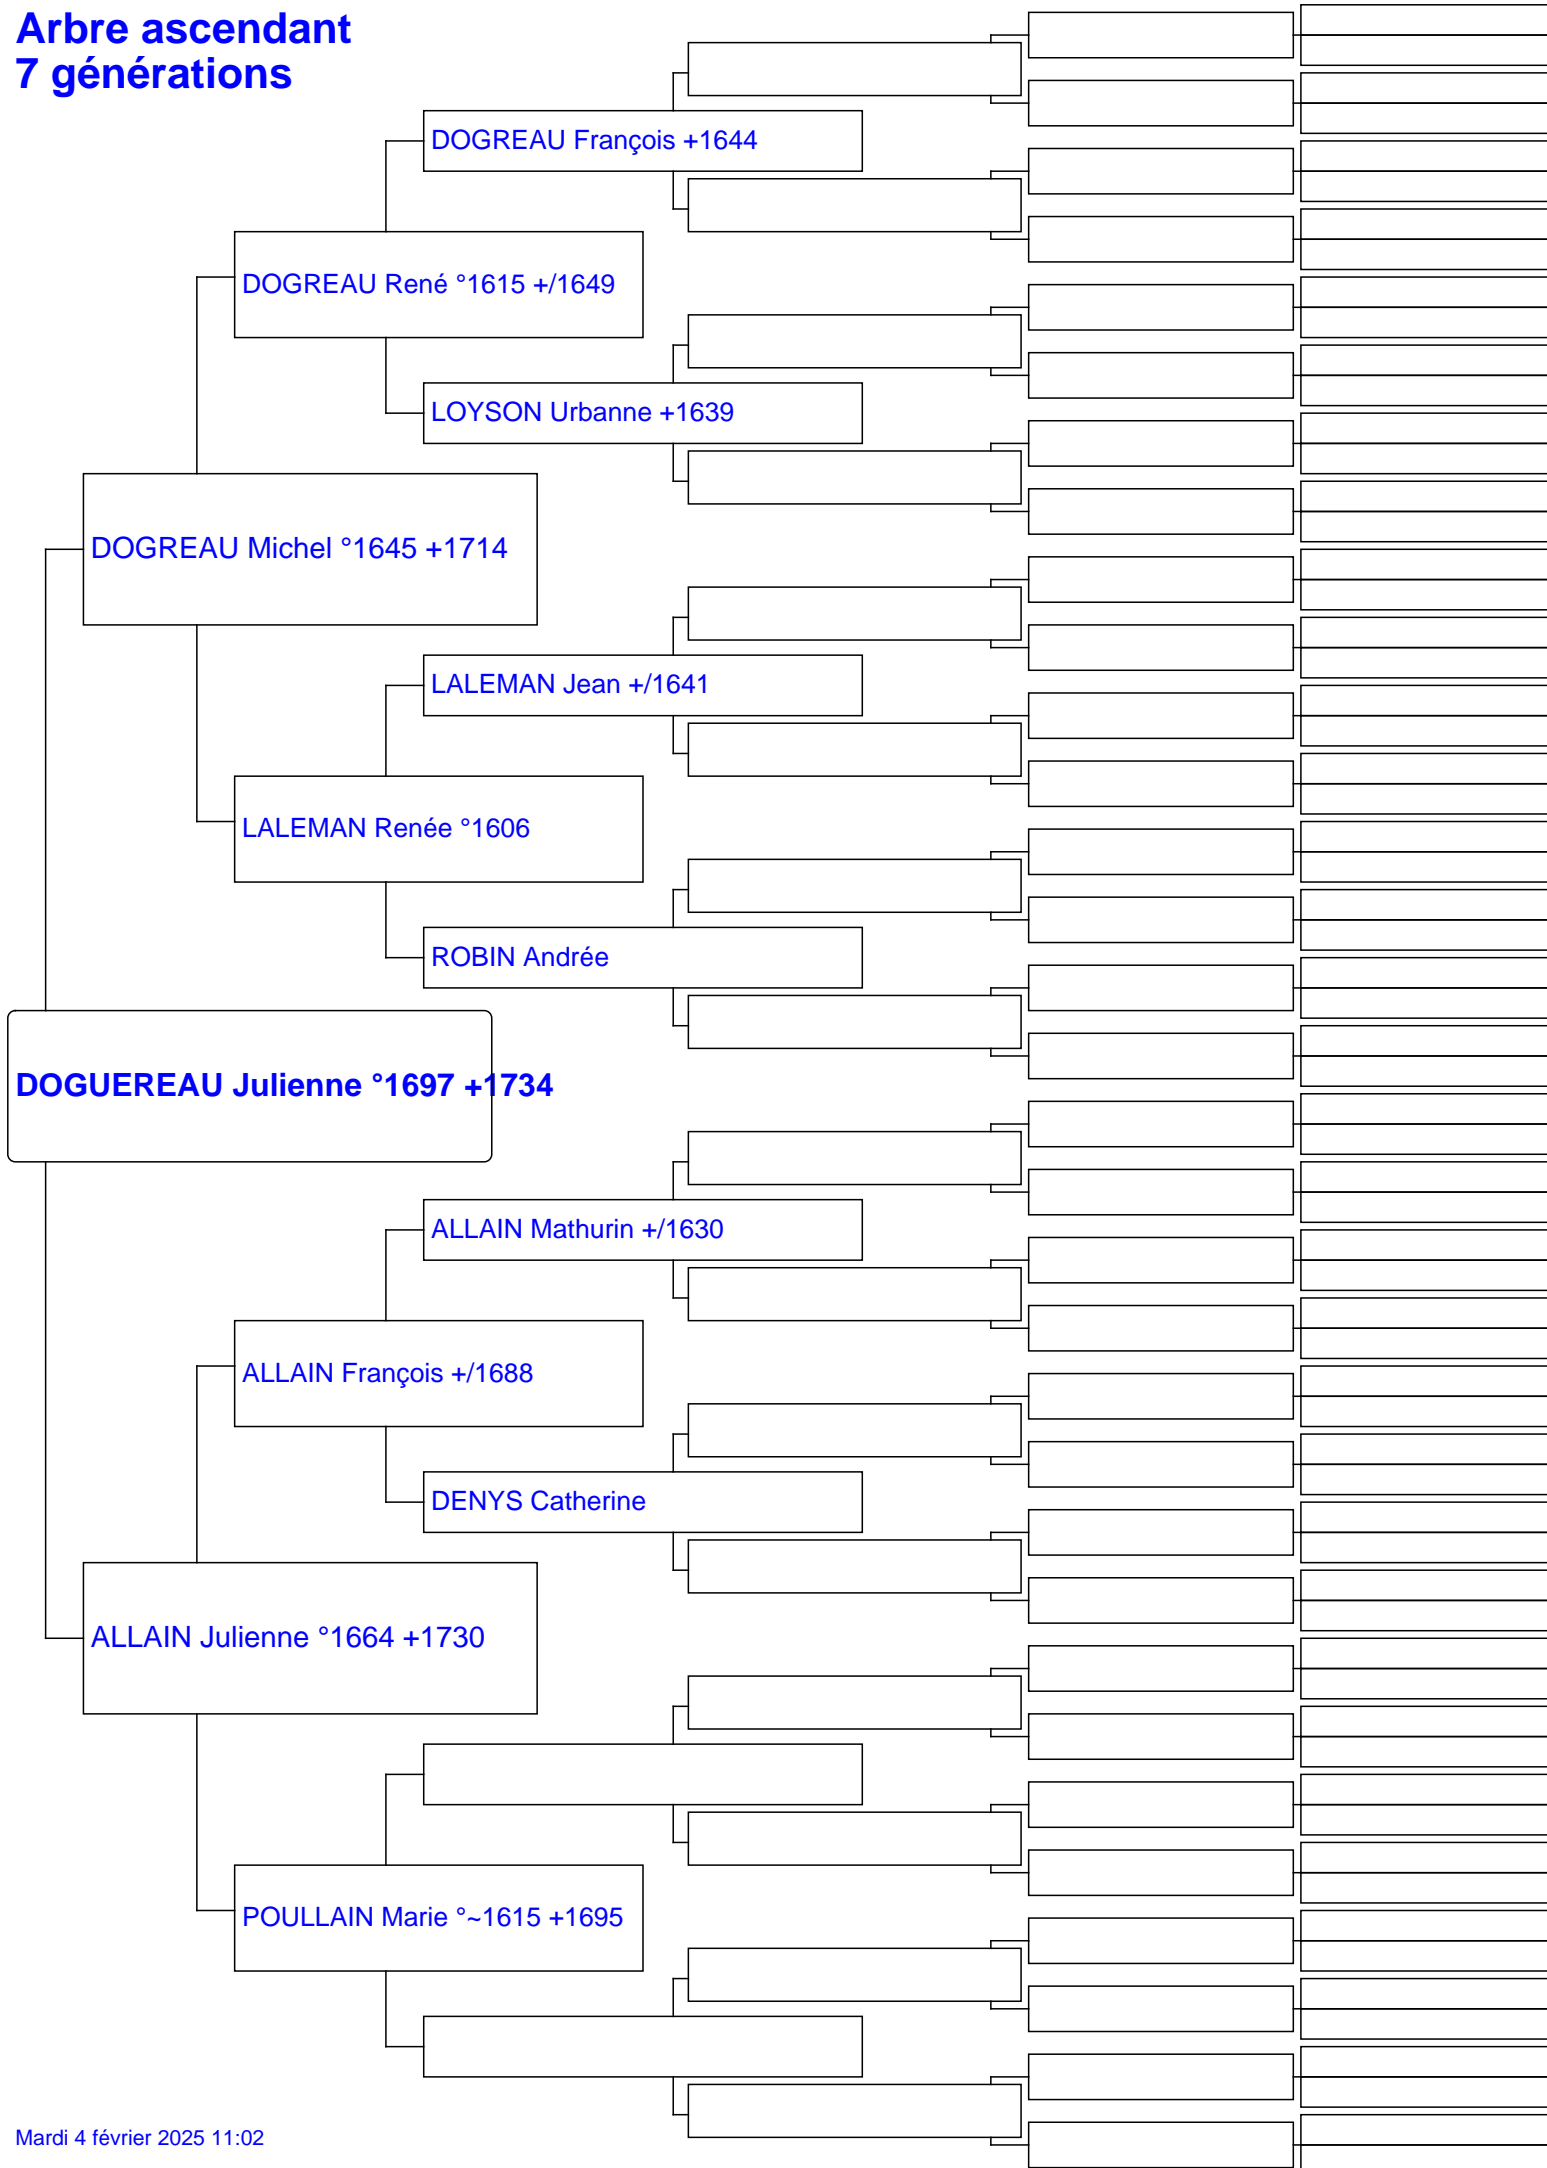 Arbre ascendant
7 générations
DOGREAU François +1644
DOGREAU René °1615 +/1649
LOYSON Urbanne +1639
DOGREAU Michel °1645 +1714
LALEMAN Jean +/1641
LALEMAN Renée °1606
ROBIN Andrée
DOGUEREAU Julienne °1697 +1734
ALLAIN Mathurin +/1630
ALLAIN François +/1688
DENYS Catherine
ALLAIN Julienne °1664 +1730
POULLAIN Marie °~1615 +1695
Mardi 4 février 2025 11:02